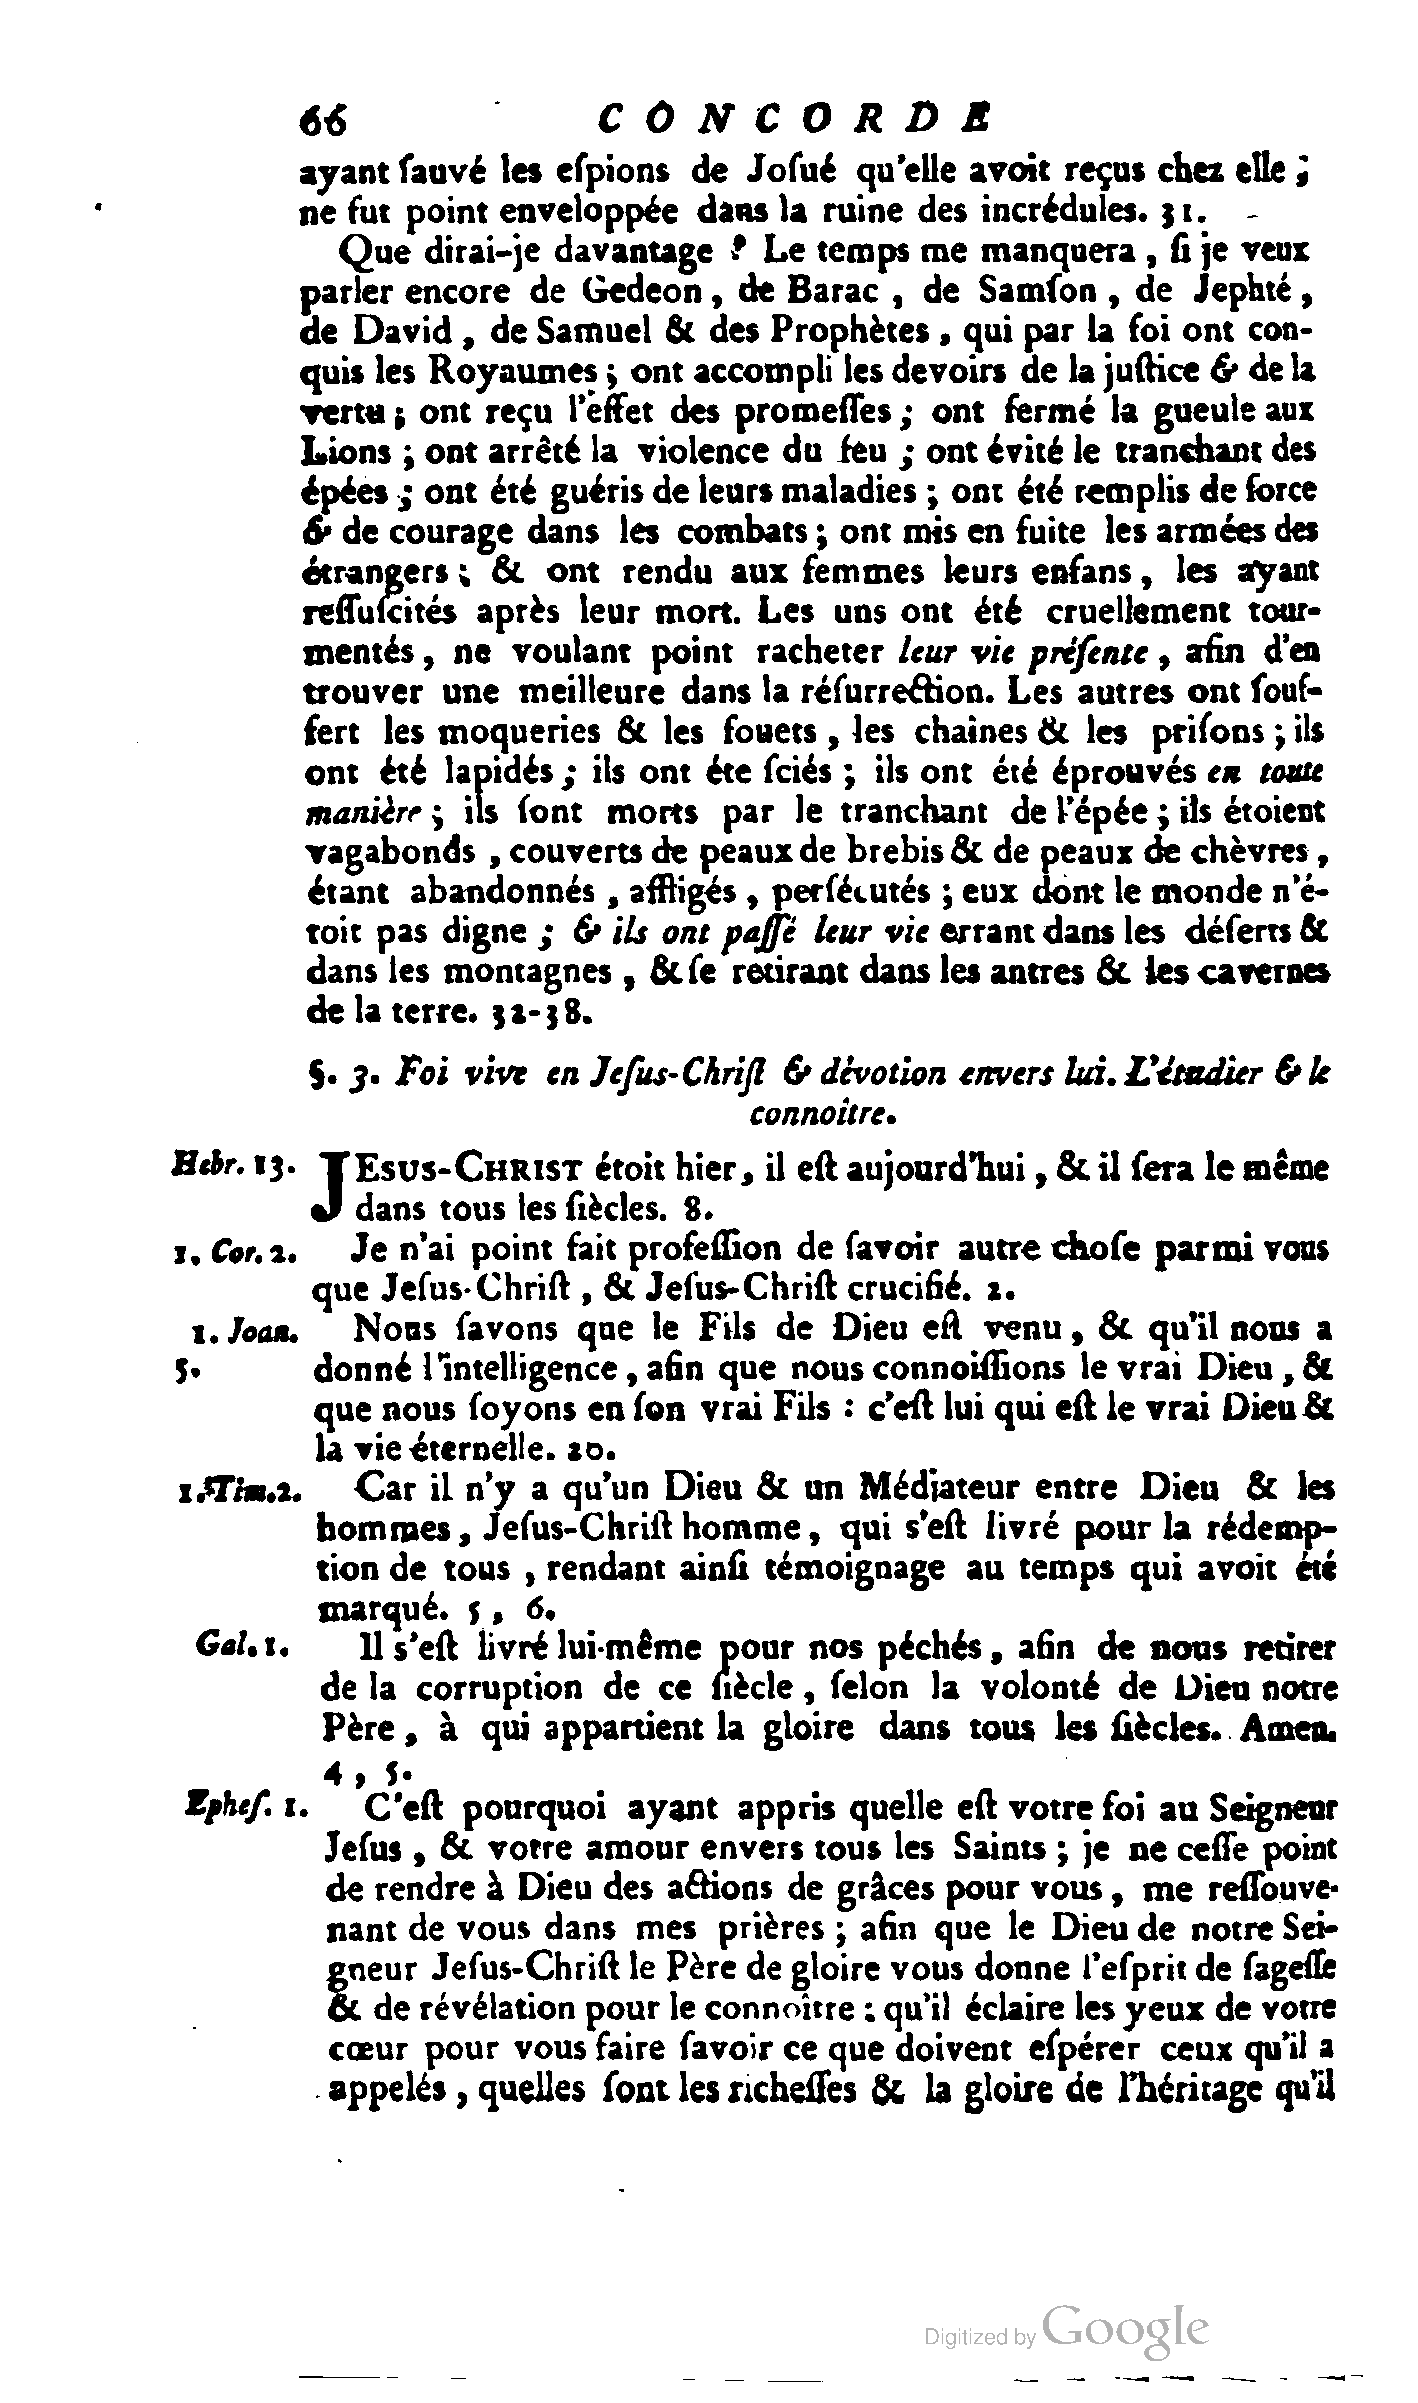 66 CONCORDE
ayant ſauvé les eſpions de Joſué qu'elle avoit reçus chez elle ;
ne fut point enveloppée dans la ruine des incrédules. 31.
Que dirai-je davantage ? Le temps me manquera , ſi je veux
parler encore de Gedeon , de Barac , de Samſon , de Jephté ,
de David , de Samuel & des Prophètes , qui par la foi ont con-
quis les Royaumes ; ont accompli les devoirs de la juſtice & de la
vertu ; ont reçu l'effet des promeſſes ; ont fermé la gueule aux
Lions ; ont arrêté la violence du feu ; ont évité le tranchant des
épées ; ont été guéris de leurs maladies ; ont été remplis de force
& de courage dans les combats ; ont mis en fuite les armées des
étrangers ; & ont rendu aux femmes leurs enfans , les ayant
reſſuſcités après leur mort. Les uns ont été cruellement tour-
mentés , ne voulant point racheter leur vie préſente , afin d'en
trouver une meilleure dans la réſurrection. Les autres ont ſouf-
fert les moqueries & les fouets , les chaines & les priſons ; ils
ont été lapidés ; ils ont éte ſciés ; ils ont été éprouvés en toute
manière ; ils ſont morts par le tranchant de l'épée ; ils étoient
vagabonds , couverts de peaux de brebis & de peaux de chèvres ,
étant abandonnés , affligés , perſécutés ; eux dont le monde n'é-
toit pas digne ; & ils ont paſſé leur vie errant dans les déſerts &
dans les montagnes , & ſe retirant dans les antres & les cavernes
de la terre. 32-38.
§. 3. Foi vive en Jeſus-Chriſt & dévotion envers lui. L'étudier & le
connoître.
Hebr. 13. JESUS-CHRIST étoit hier, il eſt aujourd'hui , & il ſera le même
dans tous les ſiècles. 8.
1. Cor. 2. Je n'ai point fait profeſſion de ſavoir autre choſe parmi vous
que Jeſus-Chriſt , & Jeſus-Chriſt crucifié. 2.
1. Joan. Nous ſavons que le Fils de Dieu eſt venu , & qu'il nous a
5. donné l'intelligence , afin que nous connoiſſions le vrai Dieu , &
que nous ſoyons en ſon vrai Fils : c'eſt lui qui eſt le vrai Dieu &
la vie éternelle. 20.
1. Tim. 2. Car il n'y a qu'un Dieu & un Médiateur entre Dieu & les
hommes , Jeſus-Chriſt homme , qui s'eſt livré pour la rédemp-
tion de tous , rendant ainſi témoignage au temps qui avoit été
marqué. 5 , 6.
Gal. 1. Il s'eſt livré lui-même pour nos péchés , afin de nous retirer
de la corruption de ce ſiècle , ſelon la volonté de Dieu notre
Père , à qui appartient la gloire dans tous les ſiècles. Amen.
4 , 5.
Epheſ. 1. C'eſt pourquoi ayant appris quelle eſt votre foi au Seigneur
Jeſus , & votre amour envers tous les Saints ; je ne ceſſe point
de rendre à Dieu des actions de grâces pour vous , me reſſouve-
nant de vous dans mes prières ; afin que le Dieu de notre Sei-
gneur Jeſus-Chriſt le Père de gloire vous donne l'eſprit de ſageſſe
& de révélation pour le connoître : qu'il éclaire les yeux de votre
cœur pour vous faire ſavoir ce que doivent eſpérer ceux qu'il a
appelés , quelles ſont les richeſſes & la gloire de l'héritage qu'il
Digitized by Google